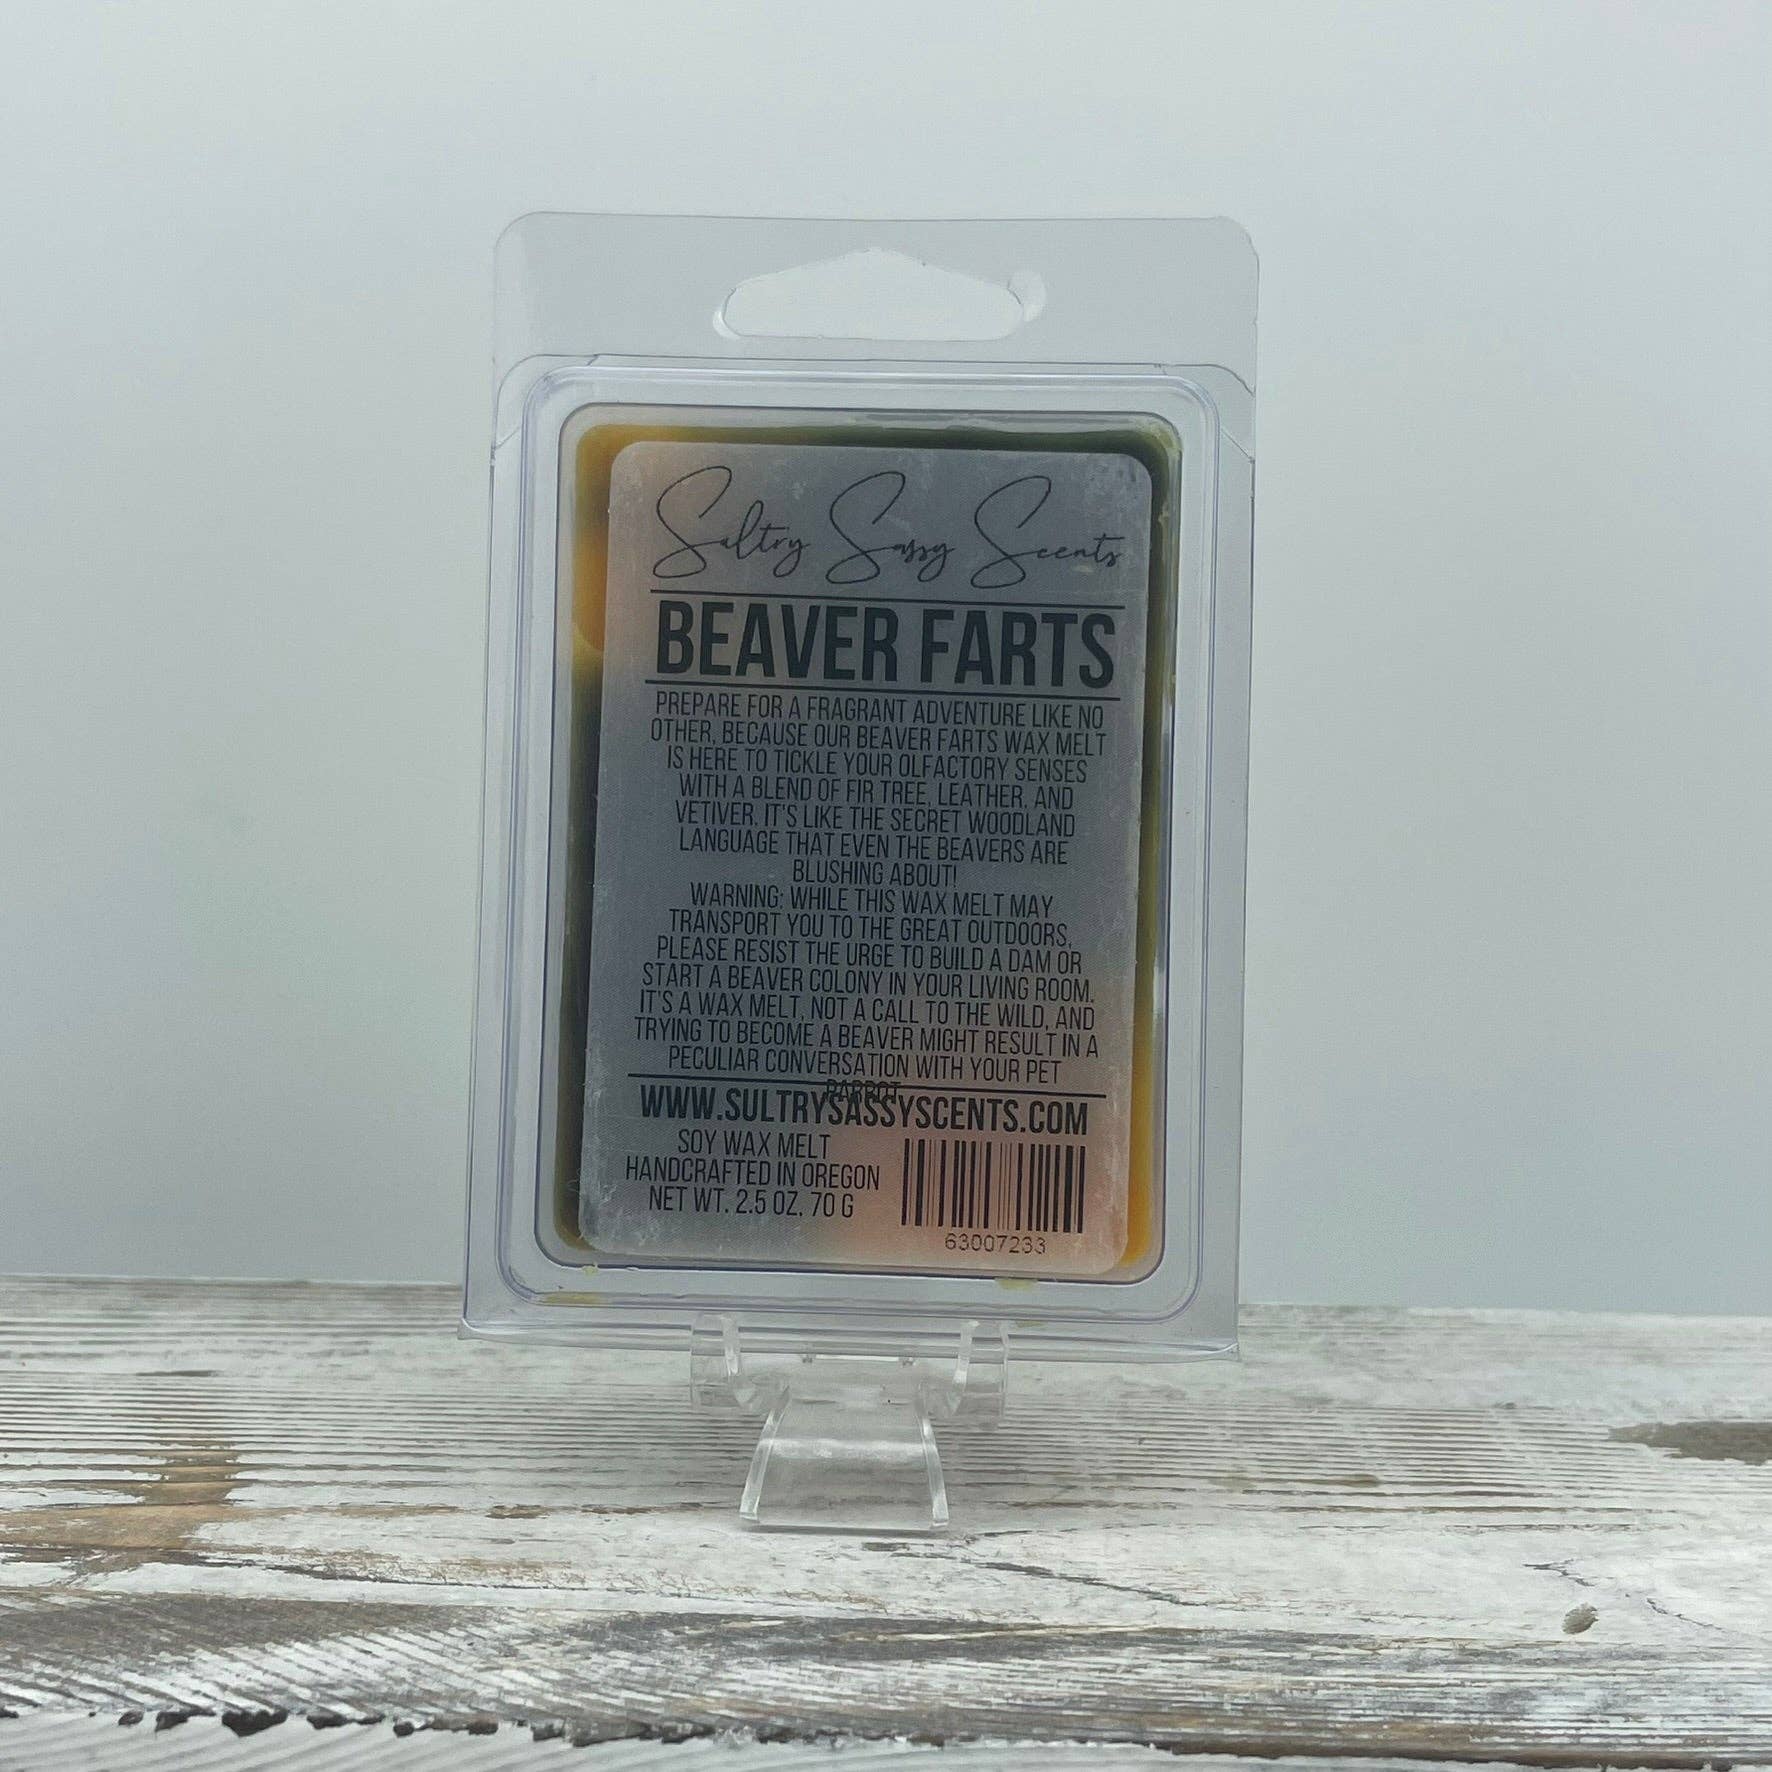 Sultry Sassy Scents
BEAVER FARTS
PREPARE FOR A FRAGRANT ADVENTURE LIKE NO
OTHER, BECAUSE OUR BEAVER FARTS WAX MELT
IS HERE TO TICKLE YOUR OLFACTORY SENSES
WITH A BLEND OF FIR TREE, LEATHER, AND
VETIVER. IT'S LIKE THE SECRET WOODLAND
LANGUAGE THAT EVEN THE BEAVERS ARE
BLUSHING ABOUT!
WARNING: WHILE THIS WAX MELT MAY
TRANSPORT YOU TO THE GREAT OUTDOORS,
PLEASE RESIST THE URGE TO BUILD A DAM OR
START A BEAVER COLONY IN YOUR LIVING ROOM.
IT'S A WAX MELT, NOT A CALL TO THE WILD, AND
TRYING TO BECOME A BEAVER MIGHT RESULT IN A
PECULIAR CONVERSATION WITH YOUR PET
PARROT.
WWW.SULTRYSASSYSCENTS.COM
SOY WAX MELT
HANDCRAFTED IN OREGON
NET WT. 2.5 OZ. 70 G
63007233